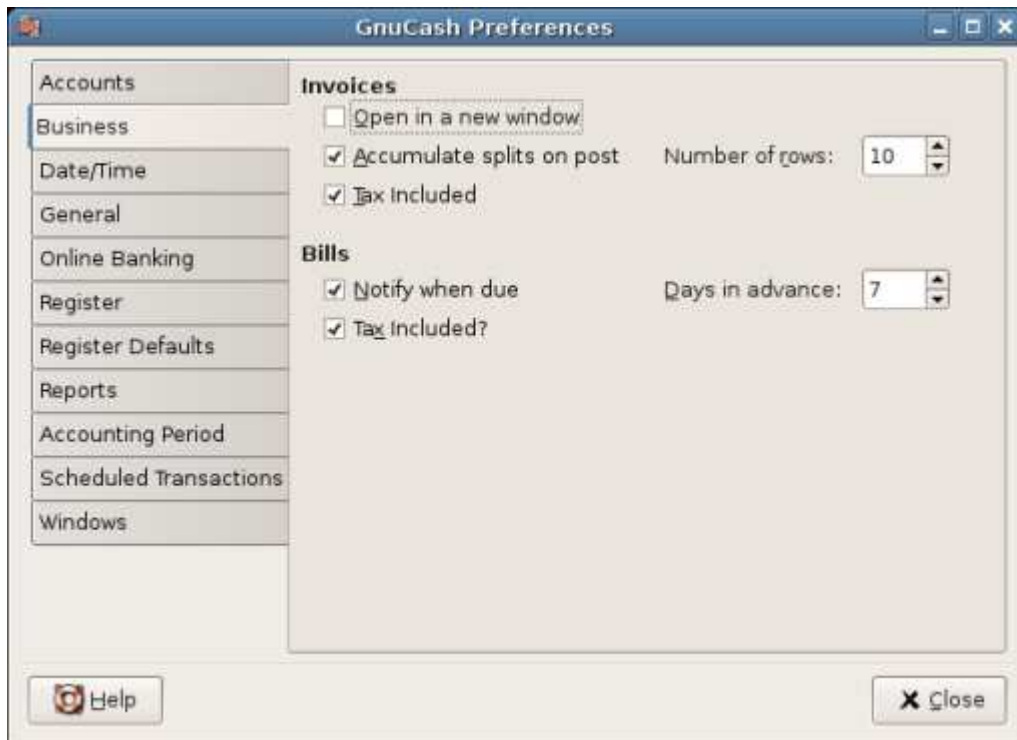 GnuCash Preferences
Accounts
Business
Date/Time
General
Online Banking
Register
Register Defaults
Reports
Accounting Period
Scheduled Transactions
Windows
Invoices
Open in a new window
Accumulate splits on post Number of rows: 10
Tax Included
Bills
Notify when due Days in advance: 7
Tax Included?
Help Close